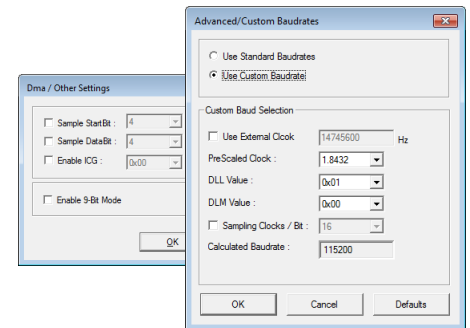 Advanced/Custom Baudrates
Use Standard Baudrates
Use Custom Baudrate
Custom Baud Selection
Use External Clcok 14745600 Hz
PreScaled Clock : 1.8432
DLL Value : 0x01
DLM Value : 0x00
Sampling Clocks / Bit : 16
Calculated Baudrate : 115200
OK Cancel Defaults
Dma / Other Settings
Sample StartBit : 4
Sample DataBit : 4
Enable ICG : 0x00
Enable 9-Bit Mode
OK